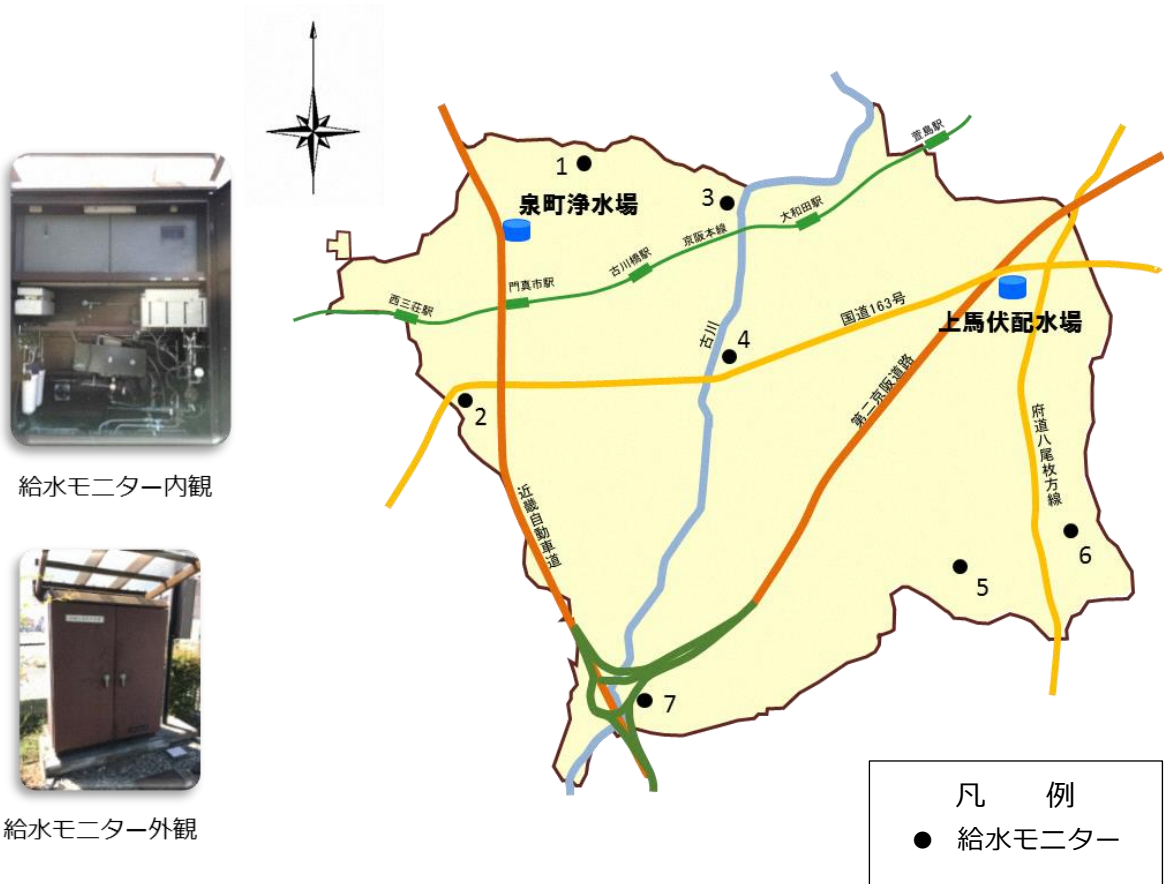 給水モニター内観
給水モニター外観
1
泉町浄水場
3
萱島駅
大和田駅
京阪本線
古川橋駅
門真市駅
西三荘駅
国道163号
上馬伏配水場
古川
4
2
第二京阪道路
府道八尾枚方線
近畿自動車道
6
5
7
凡 例
● 給水モニター